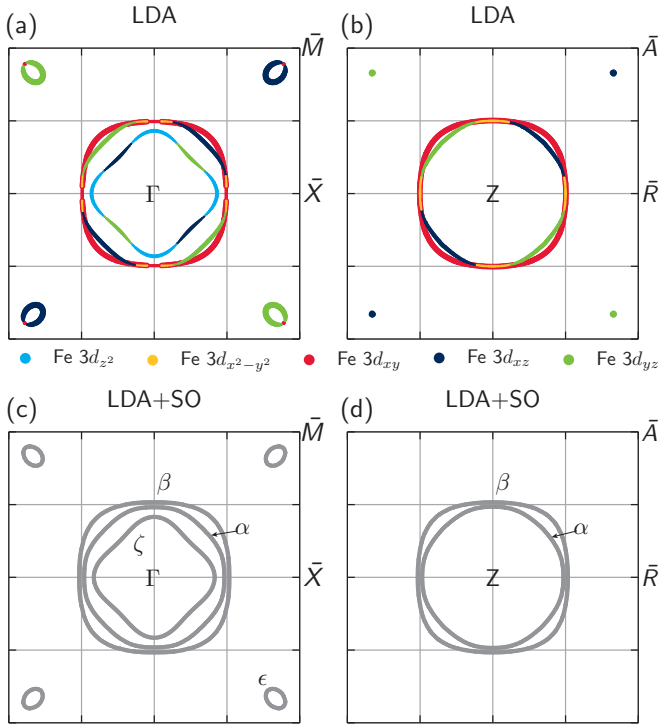 (a) LDA (b) LDA
M̄ Ā
Γ X̄ Z R̄
Fe 3d_{z²} Fe 3d_{x²−y²} Fe 3d_{xy} Fe 3d_{xz} Fe 3d_{yz}
(c) LDA+SO (d) LDA+SO
M̄ Ā
β β
α α
ζ
Γ X̄ Z R̄
ϵ